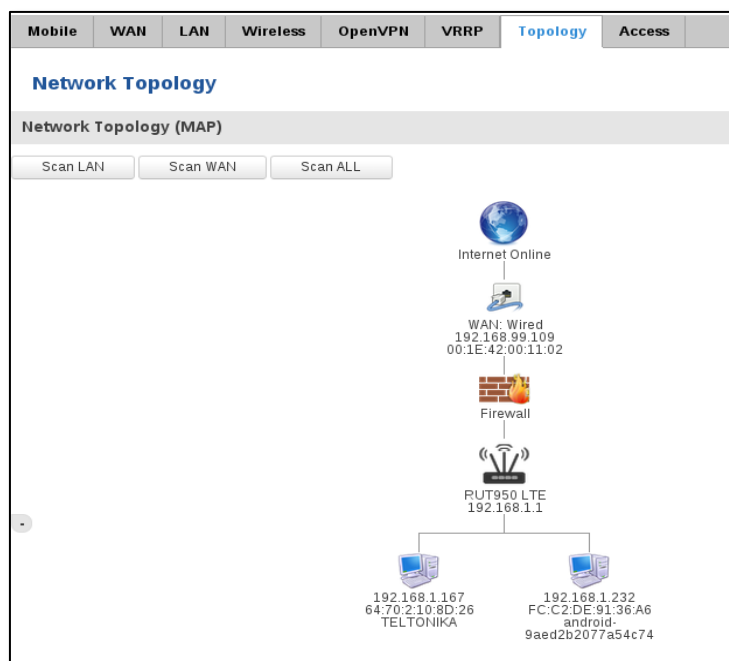 Mobile WAN LAN Wireless OpenVPN VRRP Topology Access
Network Topology
Network Topology (MAP)
Scan LAN Scan WAN Scan ALL
Internet Online
WAN: Wired
192.168.99.109
00:1E:42:00:11:02
Firewall
RUT950 LTE
192.168.1.1
-
192.168.1.167
64:70:2:10:8D:26
TELTONIKA
192.168.1.232
FC:C2:DE:91:36:A6
android-
9aed2b2077a54c74